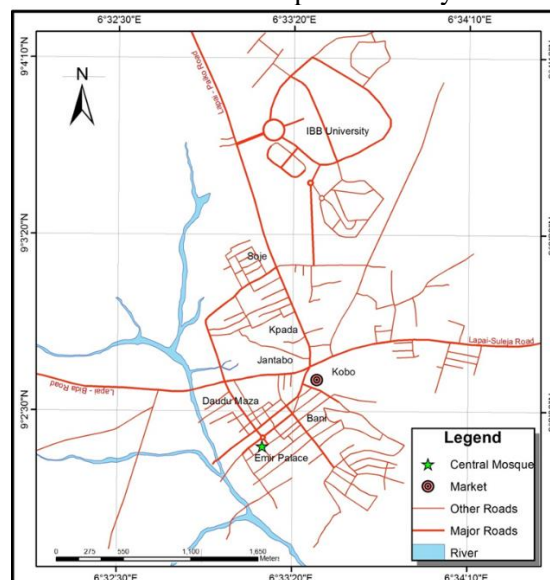 6°32'30"E 6°33'20"E 6°34'10"E
9°4'10"N
N
Lapai - Paiko Road
IBB University
9°3'20"N
Soje
Kpada
Lapai-Suleja Road
Jantabo
Kobo
Lapai-Bida Road
Daudu Maza
9°2'30"N
Bani
Emir Palace
Legend
Central Mosque
Market
Other Roads
Major Roads
River
0 275 550 1,100 1,650
Meters
6°32'30"E 6°33'20"E 6°34'10"E